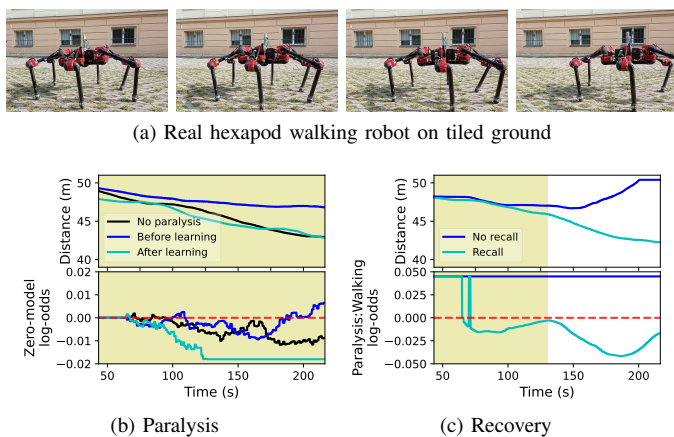 (a) Real hexapod walking robot on tiled ground
Distance (m)
50
45
40
No paralysis
Before learning
After learning
Zero-model
log-odds
0.02
0.01
0.00
−0.01
−0.02
50
100
150
200
Time (s)
(b) Paralysis
Distance (m)
50
45
40
No recall
Recall
Paralysis:Walking
log-odds
0.050
0.025
0.000
−0.025
−0.050
50
100
150
200
Time (s)
(c) Recovery